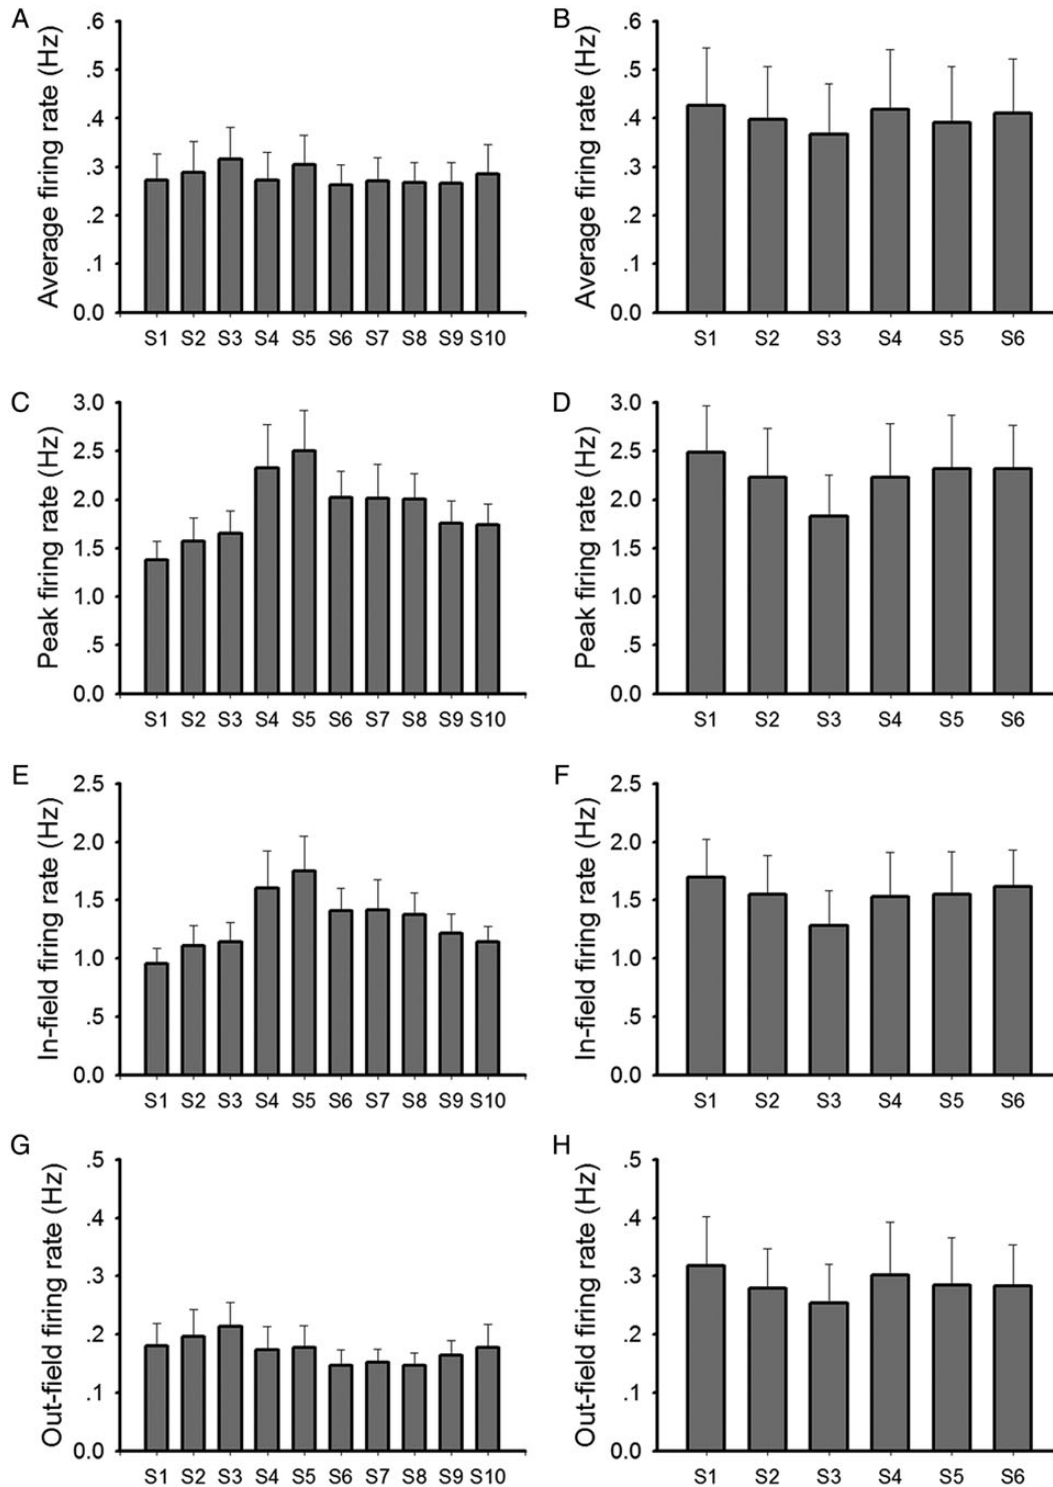 A
Average firing rate (Hz)
.6
.5
.4
.3
.2
.1
0.0
S1 S2 S3 S4 S5 S6 S7 S8 S9 S10
B
Average firing rate (Hz)
.6
.5
.4
.3
.2
.1
0.0
S1 S2 S3 S4 S5 S6
C
Peak firing rate (Hz)
3.0
2.5
2.0
1.5
1.0
.5
0.0
S1 S2 S3 S4 S5 S6 S7 S8 S9 S10
D
Peak firing rate (Hz)
3.0
2.5
2.0
1.5
1.0
.5
0.0
S1 S2 S3 S4 S5 S6
E
In-field firing rate (Hz)
2.5
2.0
1.5
1.0
.5
0.0
S1 S2 S3 S4 S5 S6 S7 S8 S9 S10
F
In-field firing rate (Hz)
2.5
2.0
1.5
1.0
.5
0.0
S1 S2 S3 S4 S5 S6
G
Out-field firing rate (Hz)
.5
.4
.3
.2
.1
0.0
S1 S2 S3 S4 S5 S6 S7 S8 S9 S10
H
Out-field firing rate (Hz)
.5
.4
.3
.2
.1
0.0
S1 S2 S3 S4 S5 S6